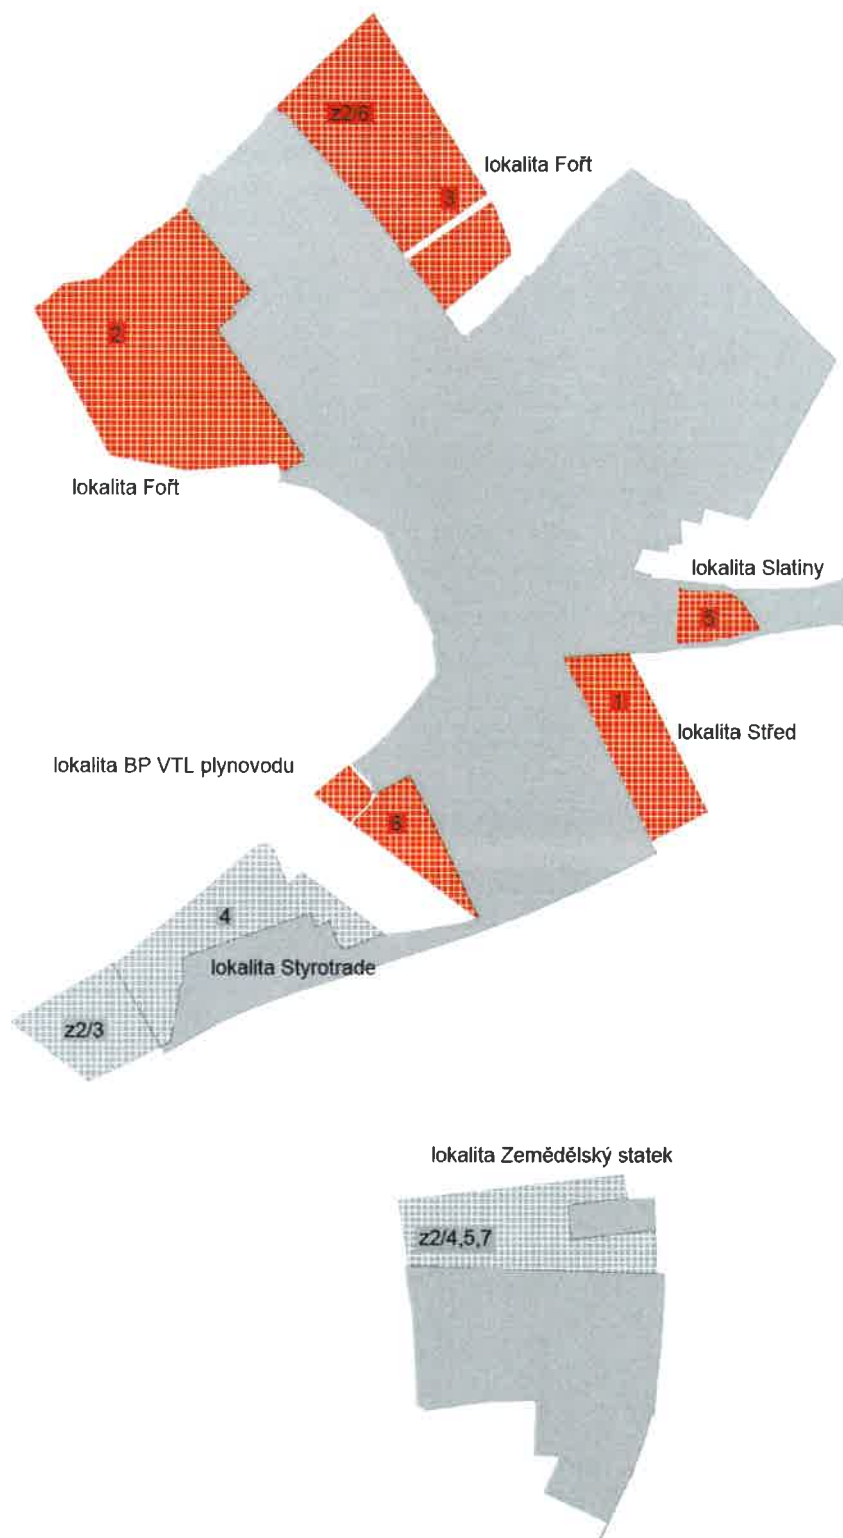 z2/6
lokalita Fořt
3
2
lokalita Fořt
lokalita Slatiny
5
1
lokalita Střed
lokalita BP VTL plynovodu
6
4
lokalita Styrotrade
z2/3
lokalita Zemědělský statek
z2/4,5,7